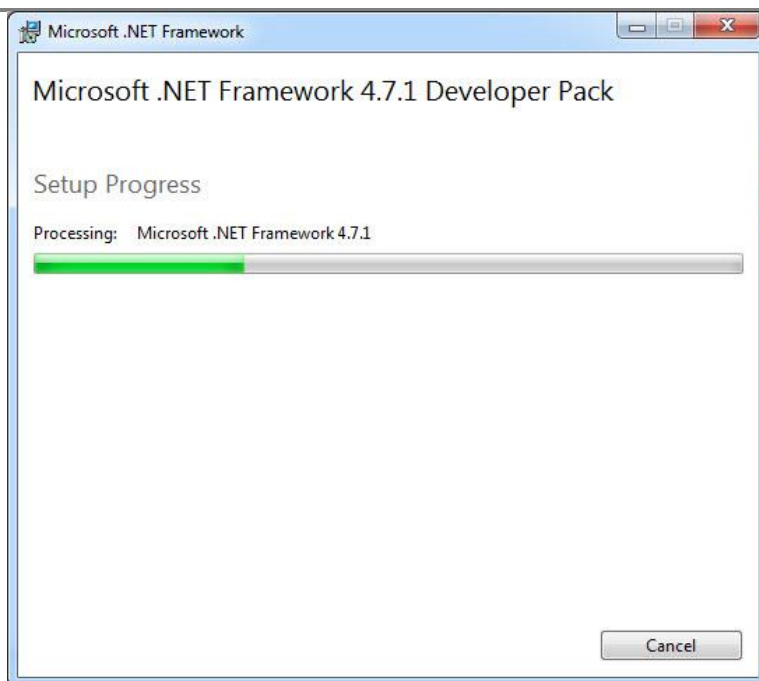 Microsoft .NET Framework
Microsoft .NET Framework 4.7.1 Developer Pack
Setup Progress
Processing: Microsoft .NET Framework 4.7.1
Cancel